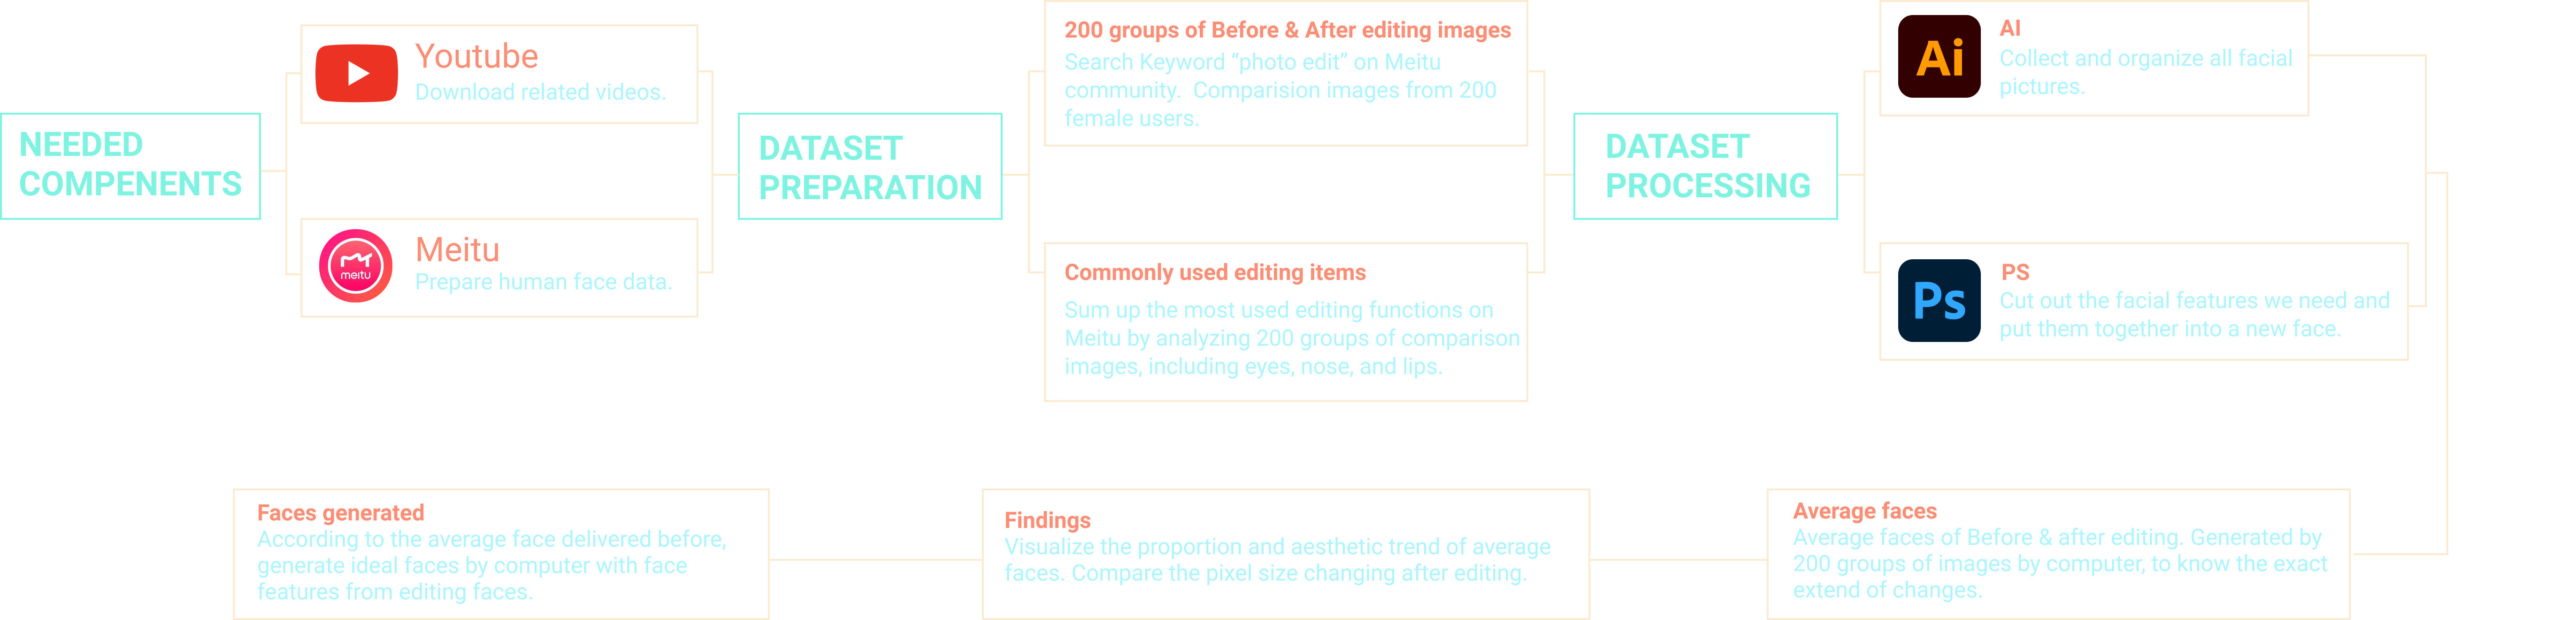 NEEDED
COMPENENTS
Youtube
Download related videos.
meitu
Meitu
Prepare human face data.
DATASET
PREPARATION
200 groups of Before & After editing images
Search Keyword “photo edit” on Meitu
community.  Comparision images from 200
female users.
Commonly used editing items
Sum up the most used editing functions on
Meitu by analyzing 200 groups of comparison
images, including eyes, nose, and lips.
DATASET
PROCESSING
Ai
AI
Collect and organize all facial
pictures.
Ps
PS
Cut out the facial features we need and
put them together into a new face.
Faces generated
According to the average face delivered before,
generate ideal faces by computer with face
features from editing faces.
Findings
Visualize the proportion and aesthetic trend of average
faces. Compare the pixel size changing after editing.
Average faces
Average faces of Before & after editing. Generated by
200 groups of images by computer, to know the exact
extend of changes.